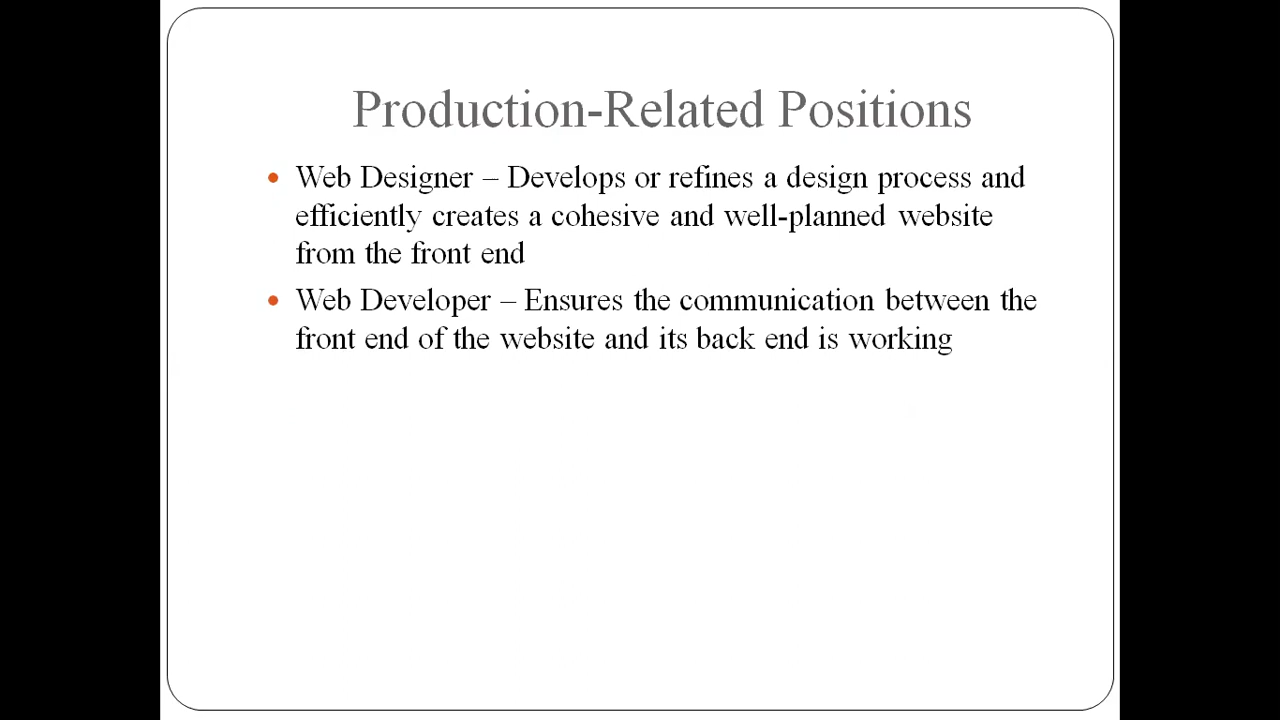 Production-Related Positions
• Web Designer – Develops or refines a design process and
efficiently creates a cohesive and well-planned website
from the front end
• Web Developer – Ensures the communication between the
front end of the website and its back end is working